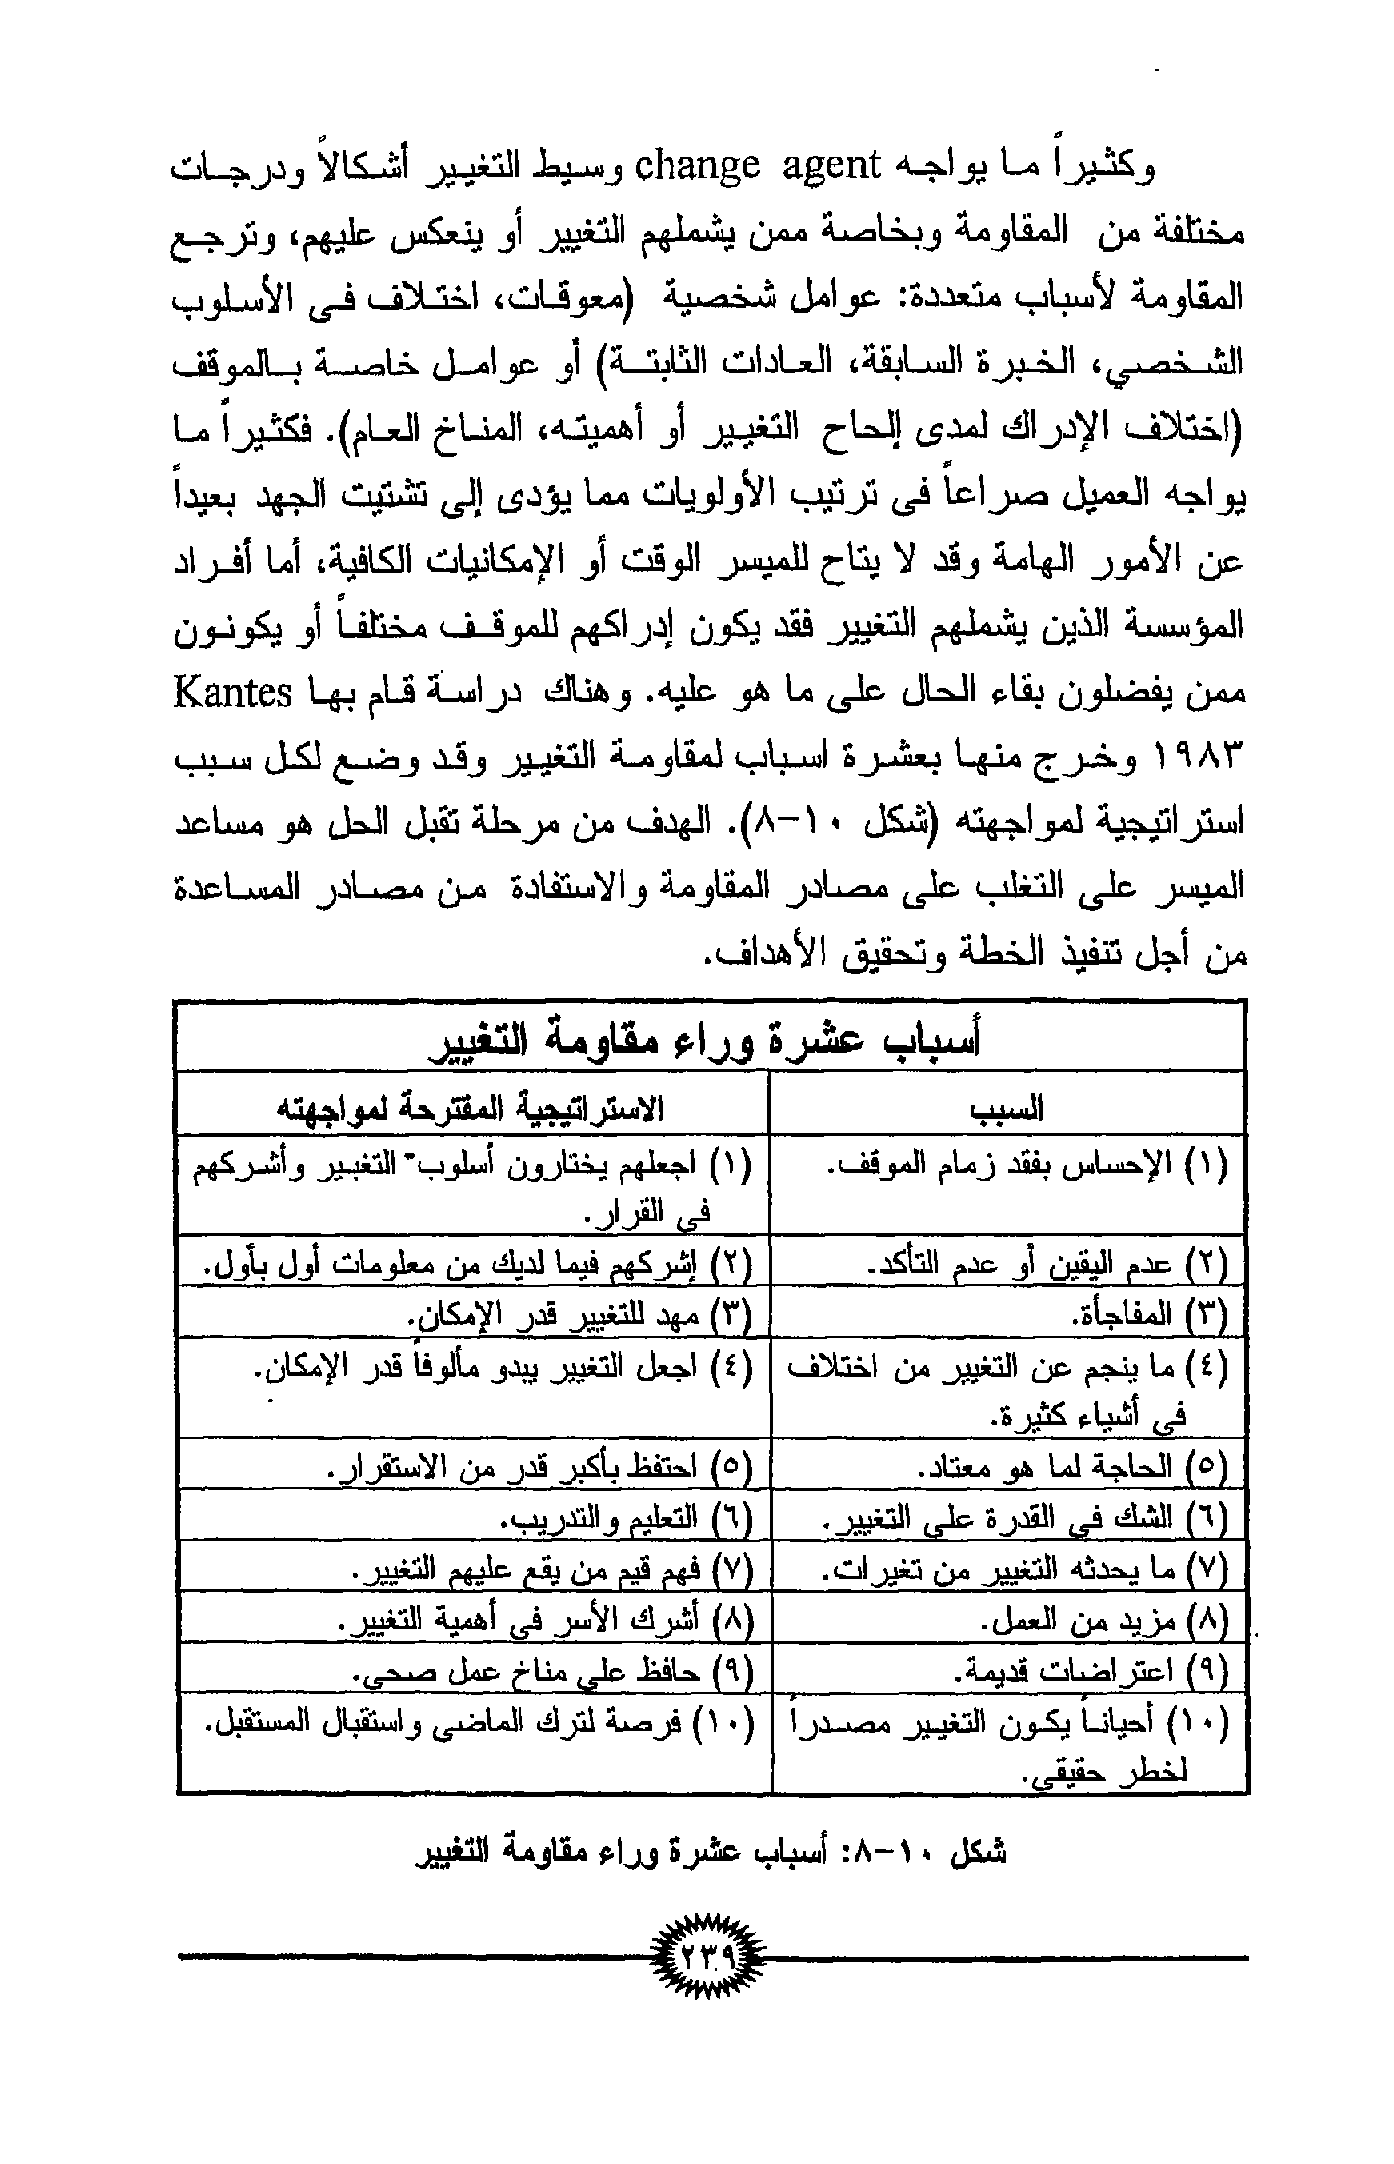 وكثيراً ما يواجه change agent وسيط التغيير أشكالاً ودرجات
مختلفة من المقاومة وبخاصة ممن يشملهم التغيير أو ينعكس عليهم، وترجع
المقاومة لأسباب متعددة: عوامل شخصية (معوقات، اختلاف فى الأسلوب
الشخصي، الخبرة السابقة، العادات الثابتة) أو عوامل خاصة بالموقف
(اختلاف الإدراك لمدى إلحاح التغيير أو أهميته، المناخ العام). فكثيراً ما
يواجه العميل صراعاً فى ترتيب الأولويات مما يؤدى إلى تشتيت الجهد بعيداً
عن الأمور الهامة وقد لا يتاح للميسر الوقت أو الإمكانيات الكافية، أما أفراد
المؤسسة الذين يشملهم التغيير فقد يكون إدراكهم للموقف مختلفاً أو يكونون
ممن يفضلون بقاء الحال على ما هو عليه. وهناك دراسة قام بها Kantes
١٩٨٣ وخرج منها بعشرة اسباب لمقاومة التغيير وقد وضع لكل سبب
استراتيجية لمواجهته (شكل ١٠-٨). الهدف من مرحلة تقبل الحل هو مساعد
الميسر على التغلب على مصادر المقاومة والاستفادة من مصادر المساعدة
من أجل تنفيذ الخطة وتحقيق الأهداف.
أسباب عشرة وراء مقاومة التغيير
السبب الاستراتيجية المقترحة لمواجهته
(١) الإحساس بفقد زمام الموقف. (١) اجعلهم يختارون أسلوب التغيير وأشركهم
في القرار.
(٢) عدم اليقين أو عدم التأكد. (٢) إشركهم فيما لديك من معلومات أول بأول.
(٣) المفاجأة. (٣) مهد للتغيير قدر الإمكان.
(٤) ما ينجم عن التغيير من اختلاف (٤) اجعل التغيير يبدو مألوفاً قدر الإمكان.
في أشياء كثيرة.
(٥) الحاجة لما هو معتاد. (٥) احتفظ بأكبر قدر من الاستقرار.
(٦) الشك في القدرة على التغيير. (٦) التعليم والتدريب.
(٧) ما يحدثه التغيير من تغيرات. (٧) فهم قيم من يقع عليهم التغيير.
(٨) مزيد من العمل. (٨) أشرك الأسر في أهمية التغيير.
(٩) اعتراضات قديمة. (٩) حافظ على مناخ عمل صحى.
(١٠) أحياناً يكون التغيير مصدراً (١٠) فرصة لترك الماضى واستقبال المستقبل.
لخطر حقيقي.
شكل ١٠-٨: أسباب عشرة وراء مقاومة التغيير
٢٣٩